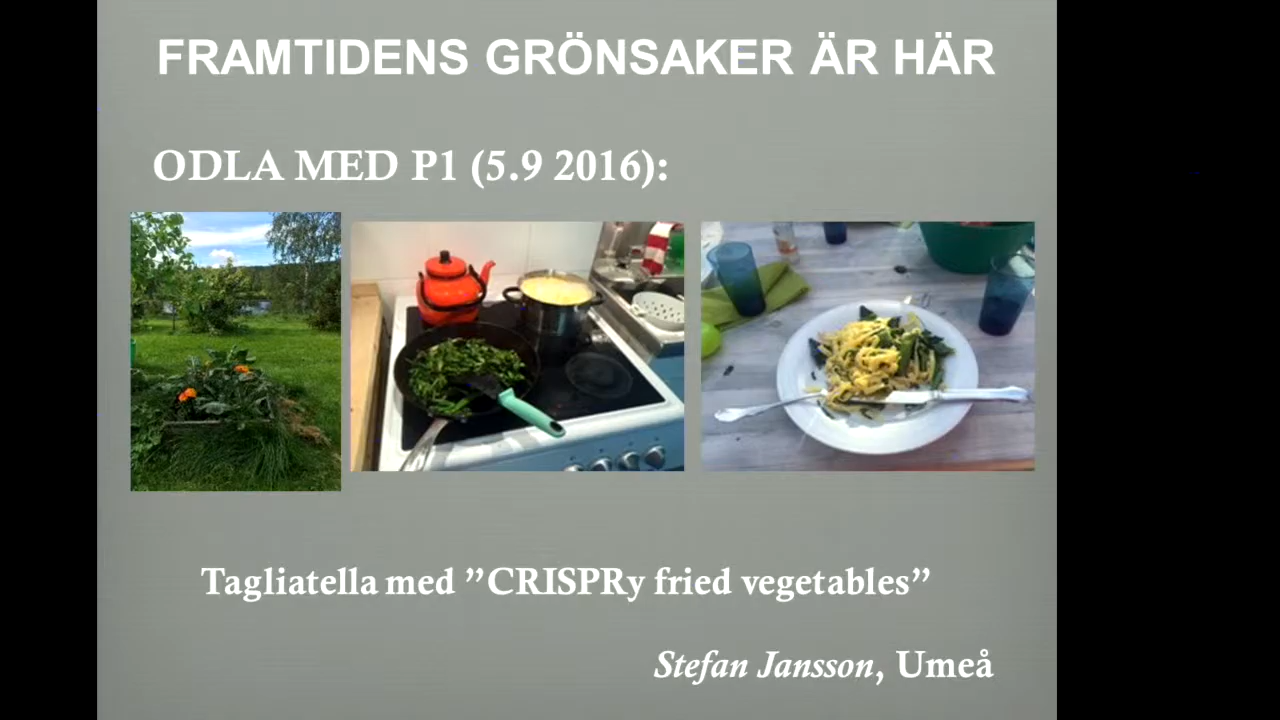 FRAMTIDENS GRÖNSAKER ÄR HÄR
ODLA MED P1 (5.9 2016):
Tagliatella med ”CRISPRy fried vegetables”
Stefan Jansson, Umeå